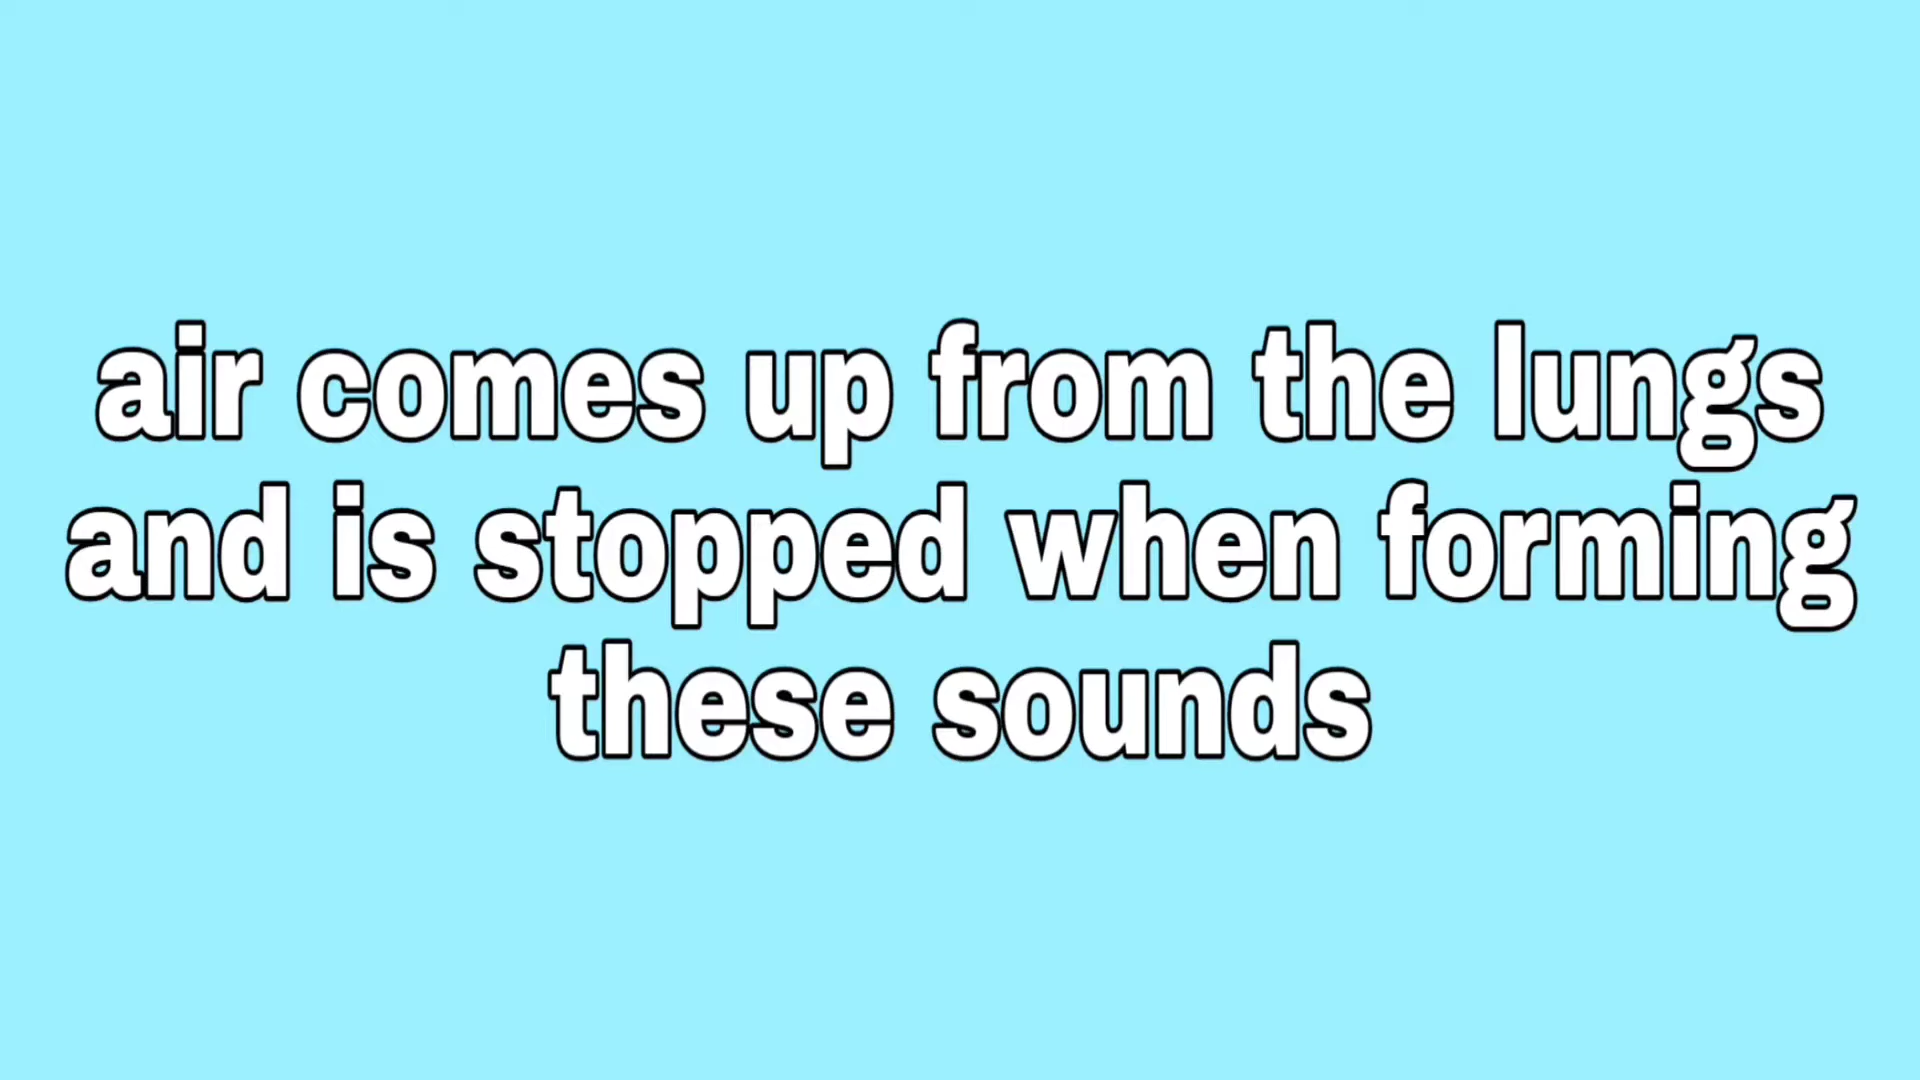 air comes up from the lungs
and is stopped when forming
these sounds